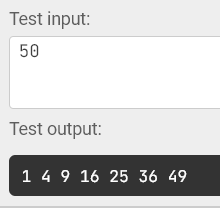 Test input:
50
Test output:
1 4 9 16 25 36 49